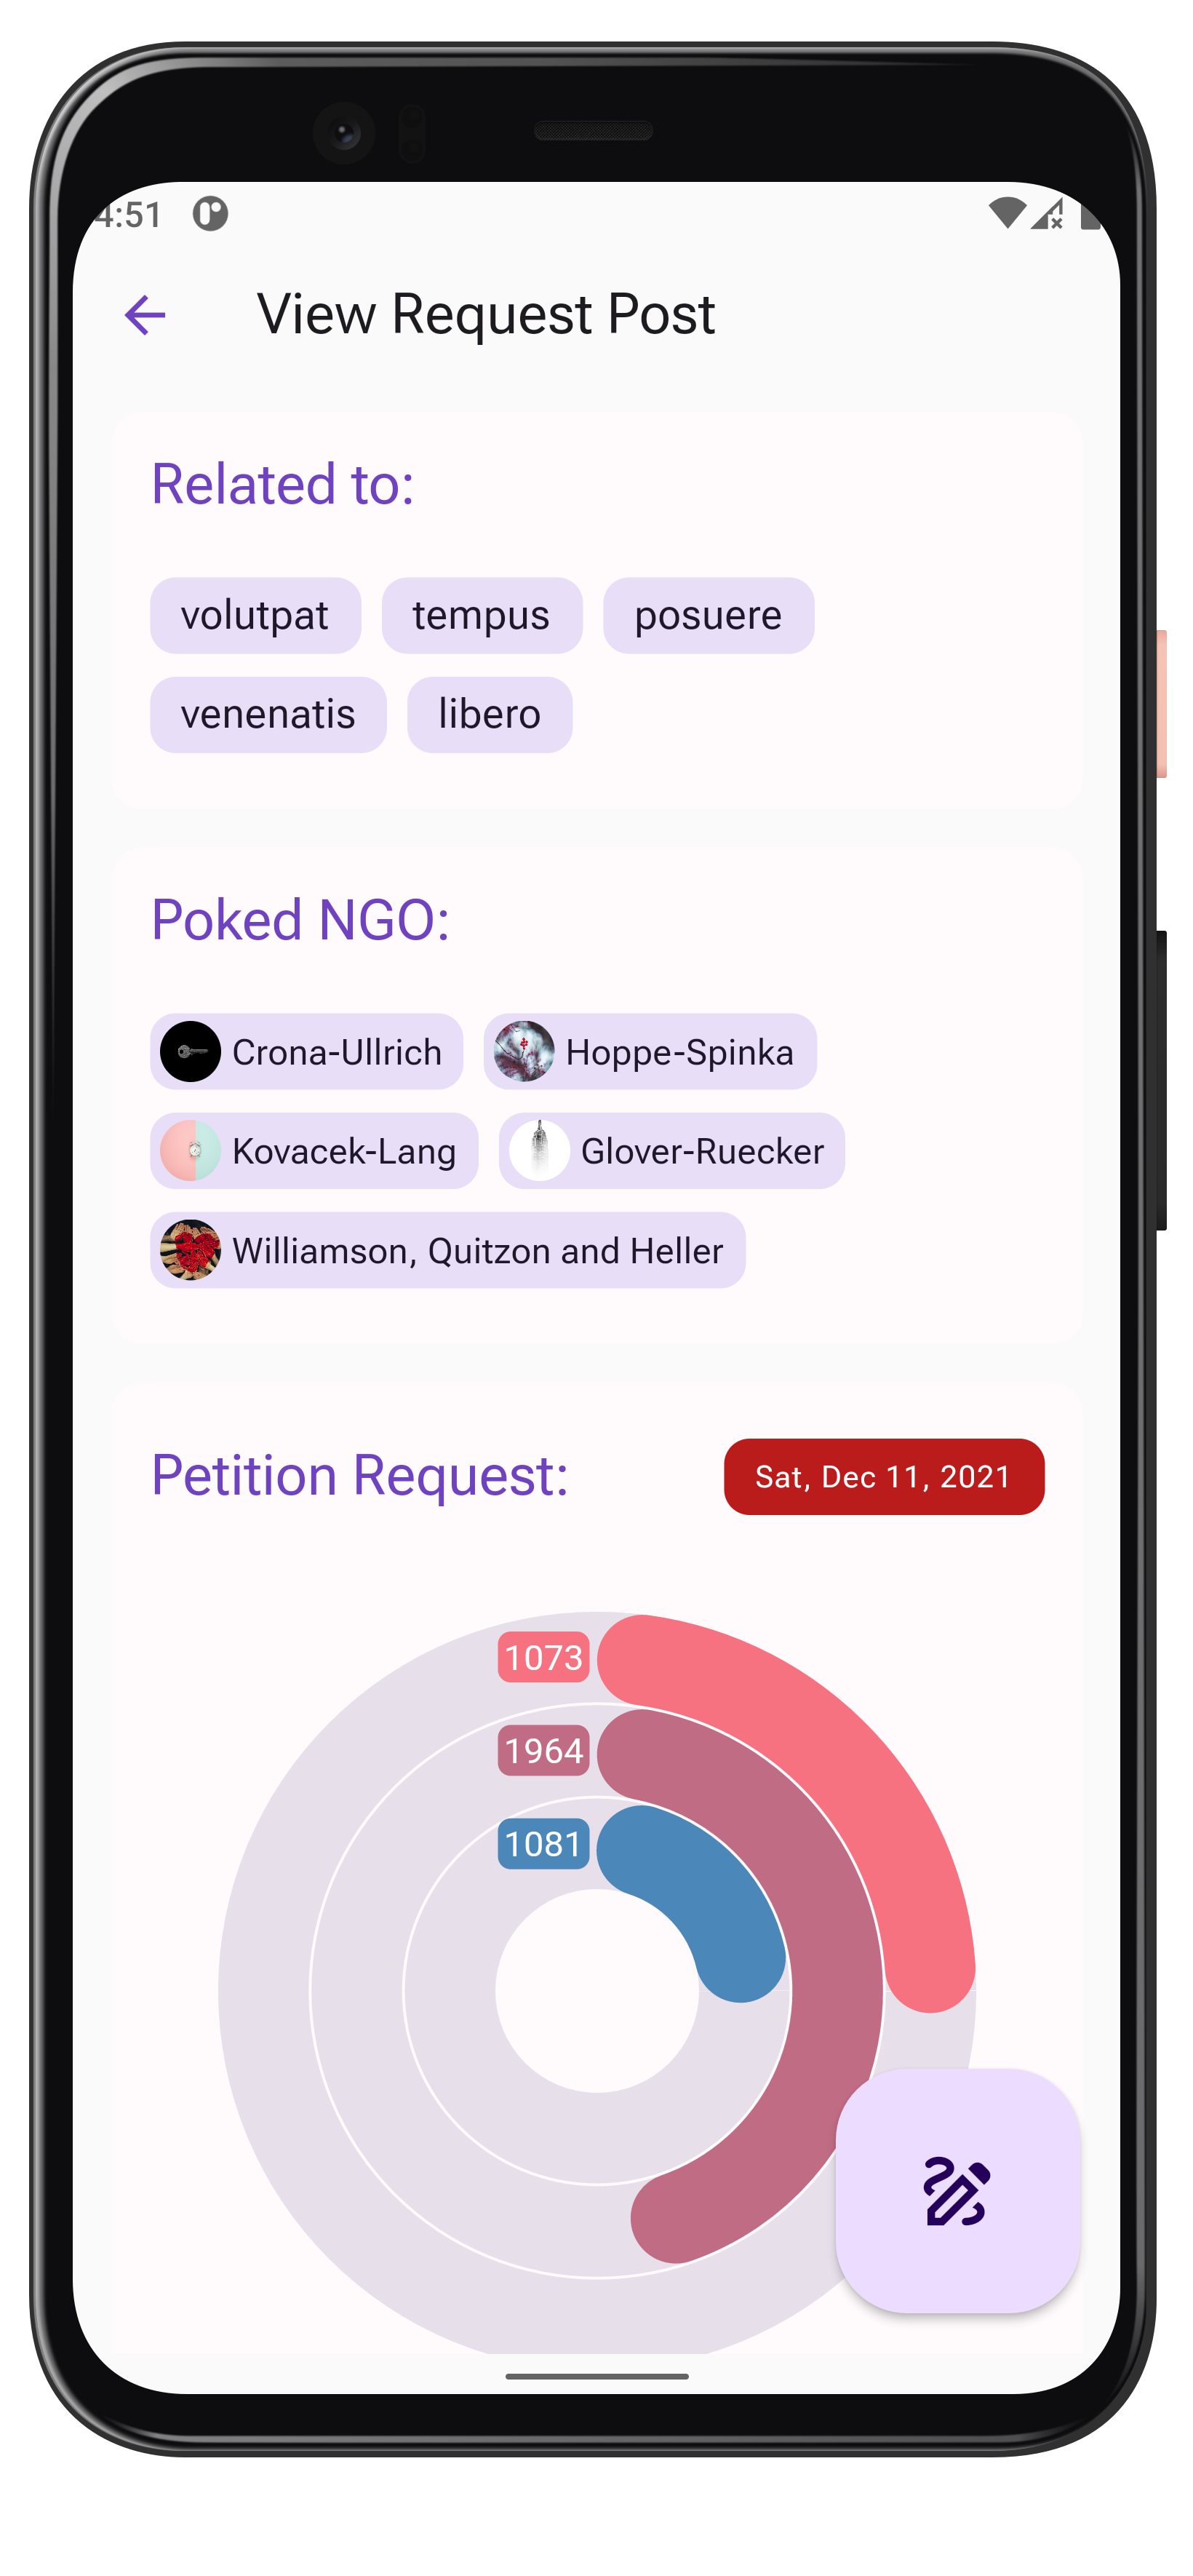 4:51
View Request Post
Related to:
volutpat tempus posuere
venenatis libero
Poked NGO:
Crona-Ullrich Hoppe-Spinka
Kovacek-Lang Glover-Ruecker
Williamson, Quitzon and Heller
Petition Request: Sat, Dec 11, 2021
1073
1964
1081